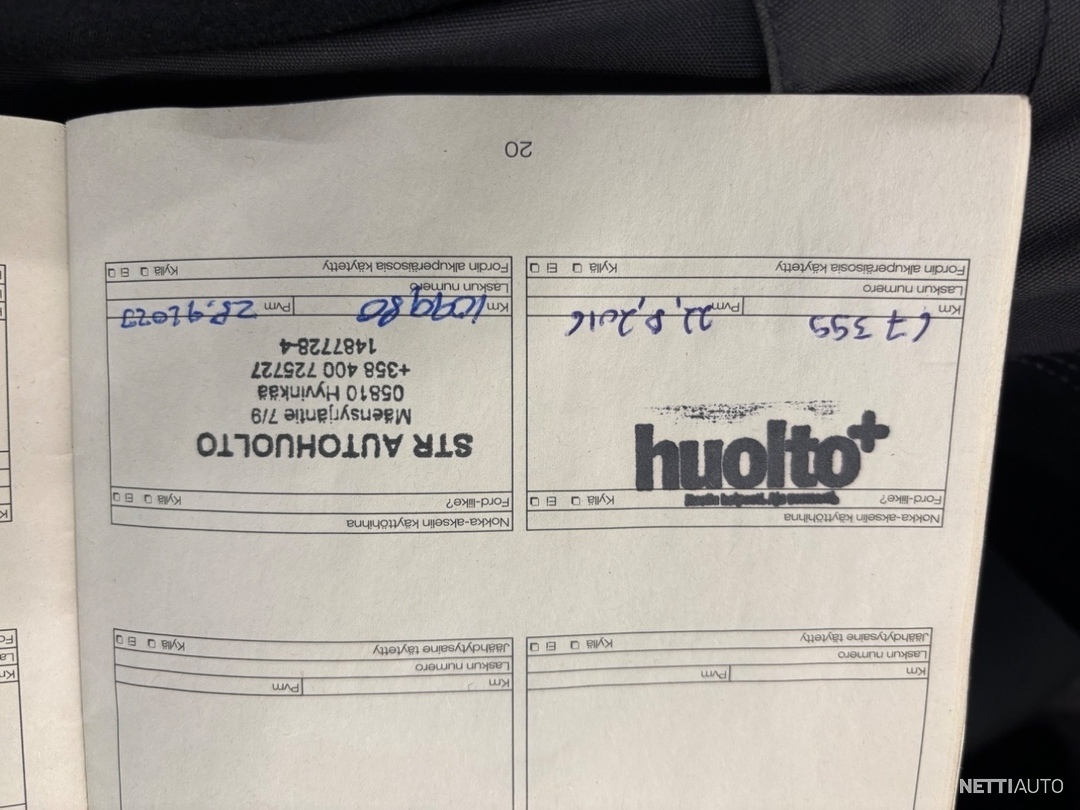 Km Pvm
Laskun numero
Jäähdytysaine täytetty Kyllä Ei
Km Pvm
Laskun numero
Jäähdytysaine täytetty Kyllä Ei
Nokka-akselin käyttöhihna
Ford-liike? Kyllä Ei
huolto+
Km Pvm 22.8.2016
Laskun numero
Fordin alkuperäisosia käytetty Kyllä Ei
Nokka-akselin käyttöhihna
Ford-liike? Kyllä Ei
STR AUTOHUOLTO
Mäensyrjäntie 7/9
05810 Hyvinkää
+358 400 725727
1487728-4
Km 109980 Pvm 28.9.2023
Laskun numero
Fordin alkuperäisosia käytetty Kyllä Ei
20
NETTIAUTO